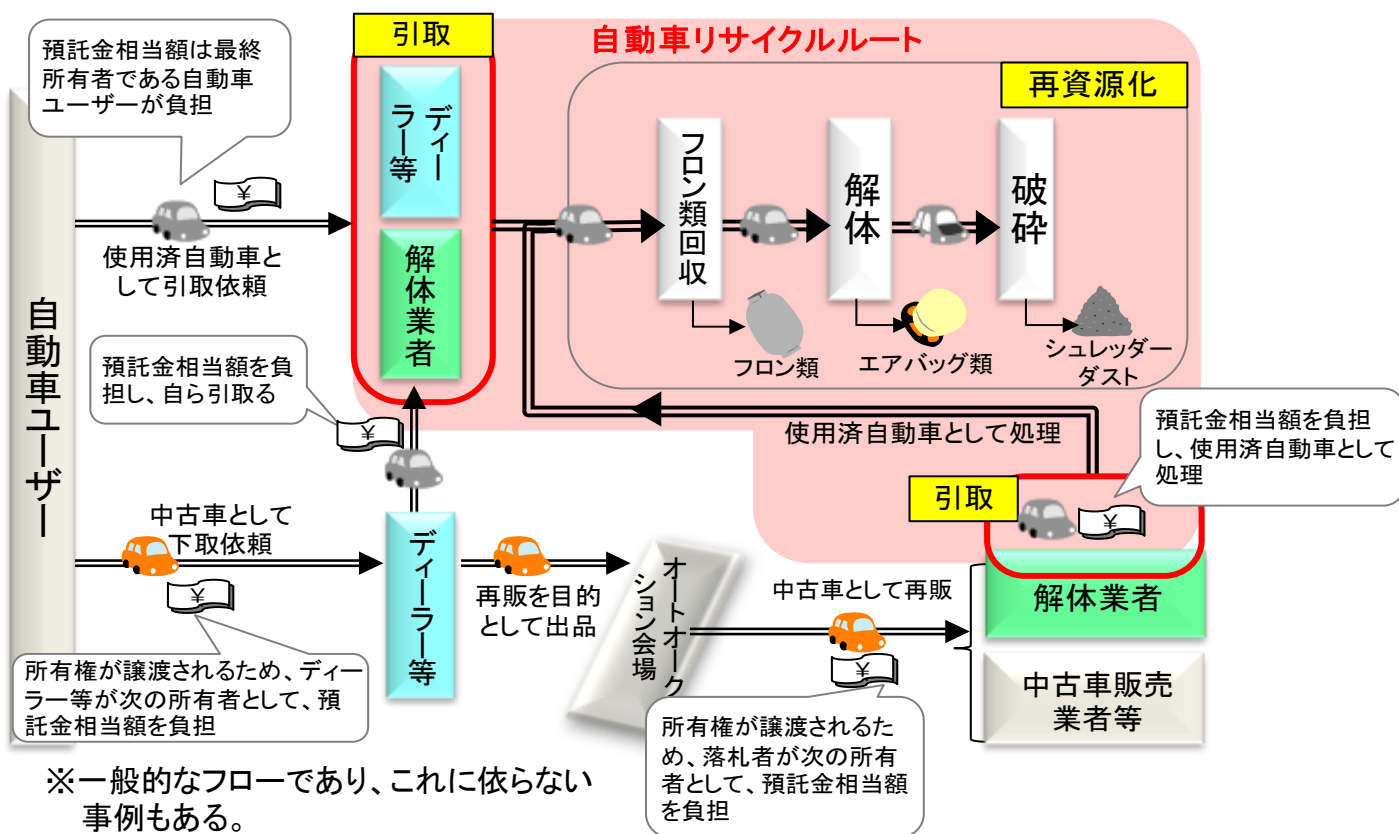 預託金相当額は最終
所有者である自動車
ユーザーが負担
引取
自動車リサイクルルート
再資源化
ディー
ラー等
解体業者
フロン類回収
解体
破砕
フロン類
エアバッグ類
シュレッダー
ダスト
自動車ユーザー
¥
使用済自動車と
して引取依頼
預託金相当額を負
担し、自ら引取る
¥
使用済自動車として処理
預託金相当額を負担
し、使用済自動車として
処理
引取
¥
中古車として
下取依頼
¥
ディーラー等
再販を目的
として出品
オートオーク
ション会場
中古車として再販
¥
解体業者
中古車販売
業者等
所有権が譲渡されるため、ディー
ラー等が次の所有者として、預
託金相当額を負担
所有権が譲渡されるた
め、落札者が次の所有
者として、預託金相当額
を負担
※一般的なフローであり、これに依らない
事例もある。